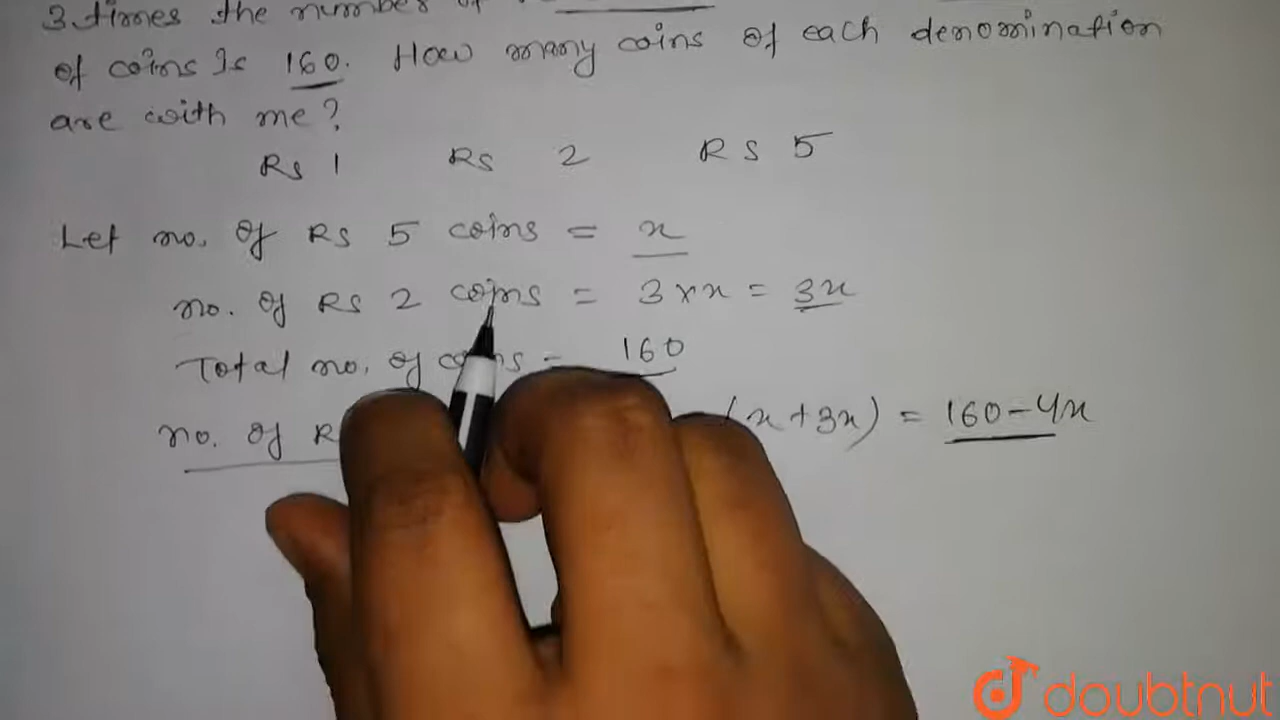 3 times the number of
of coins Is 160. How many coins of each denomination
are with me?
Rs 1 Rs 2 Rs 5
Let no. of Rs 5 coins = x
no. of Rs 2 coins = 3 × x = 3x
Total no. of coins = 160
no. of R (x + 3x) = 160 - 4x
doubtnut